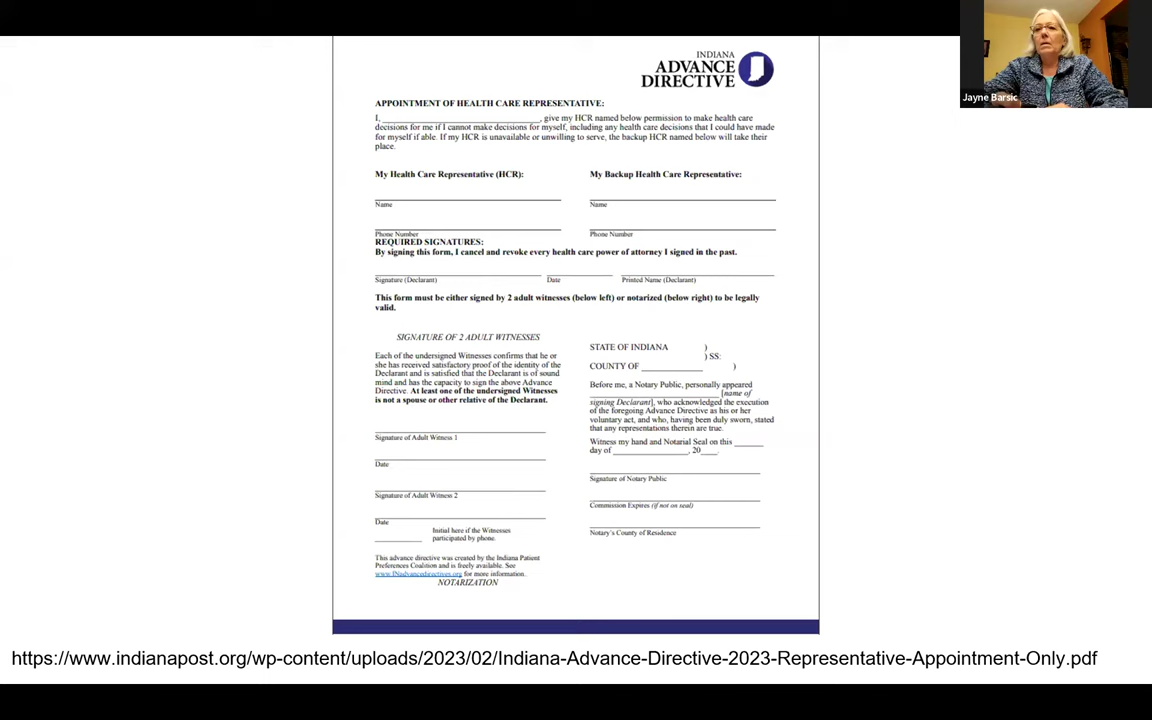 INDIANA
ADVANCE
DIRECTIVE
Jayne Barsic
APPOINTMENT OF HEALTH CARE REPRESENTATIVE:
I, ____________________________, give my HCR named below permission to make health care
decisions for me if I cannot make decisions for myself, including any health care decisions that I could have made
for myself if able. If my HCR is unavailable or unwilling to serve, the backup HCR named below will take their
place.
My Health Care Representative (HCR):
Name
Phone Number
My Backup Health Care Representative:
Name
Phone Number
REQUIRED SIGNATURES:
By signing this form, I cancel and revoke every health care power of attorney I signed in the past.
Signature (Declarant) Date Printed Name (Declarant)
This form must be either signed by 2 adult witnesses (below left) or notarized (below right) to be legally
valid.
SIGNATURE OF 2 ADULT WITNESSES
Each of the undersigned Witnesses confirms that he or
she has received satisfactory proof of the identity of the
Declarant and is satisfied that the Declarant is of sound
mind and has the capacity to sign the above Advance
Directive. At least one of the undersigned Witnesses
is not a spouse or other relative of the Declarant.
Signature of Adult Witness 1
Date
Signature of Adult Witness 2
Date
Initial here if the Witnesses
__________ participated by phone.
This advance directive was created by the Indiana Patient
Preferences Coalition and is freely available. See
www.INadvancedirectives.org for more information.
NOTARIZATION
STATE OF INDIANA )
) SS:
COUNTY OF ____________ )
Before me, a Notary Public, personally appeared
__________________________ [name of
signing Declarant], who acknowledged the execution
of the foregoing Advance Directive as his or her
voluntary act, and who, having been duly sworn, stated
that any representations therein are true.
Witness my hand and Notarial Seal on this ______
day of ________________, 20____.
Signature of Notary Public
Commission Expires (if not on seal)
Notary's County of Residence
https://www.indianapost.org/wp-content/uploads/2023/02/Indiana-Advance-Directive-2023-Representative-Appointment-Only.pdf